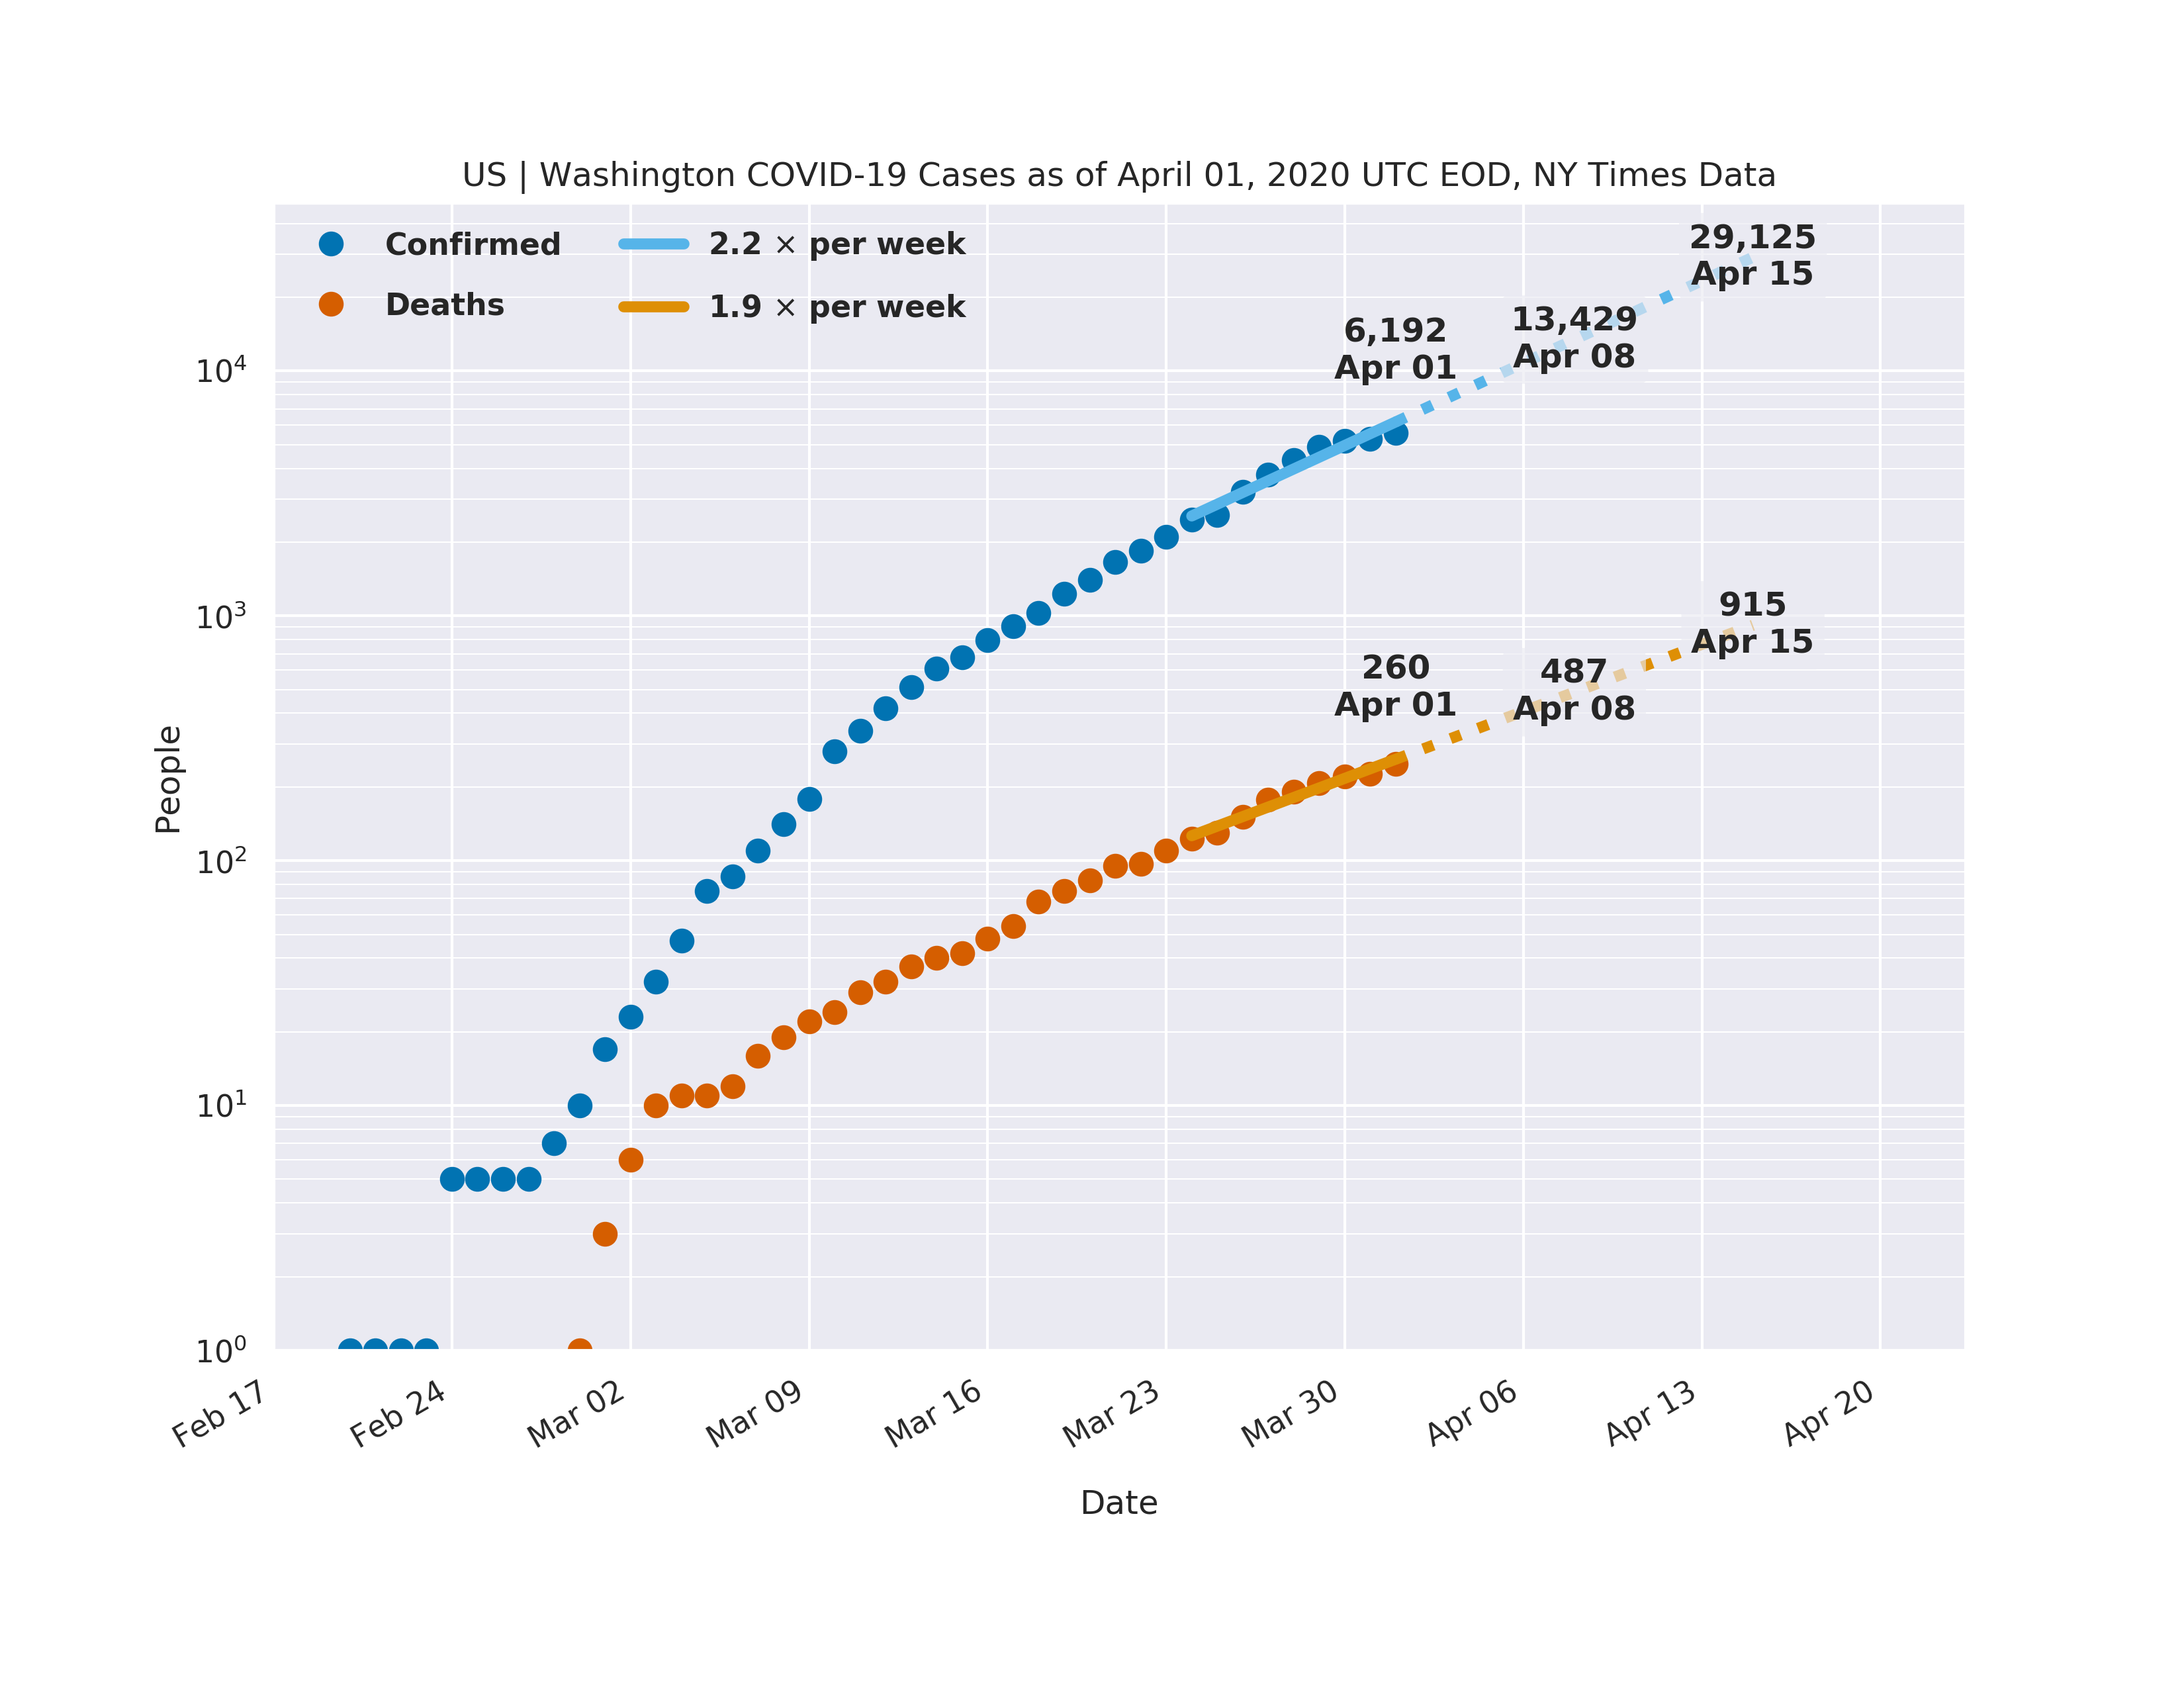 US | Washington COVID-19 Cases as of April 01, 2020 UTC EOD, NY Times Data
Confirmed
Deaths
2.2 × per week
1.9 × per week
29,125
Apr 15
13,429
Apr 08
6,192
Apr 01
915
Apr 15
487
Apr 08
260
Apr 01
People
10⁴
10³
10²
10¹
10⁰
Feb 17
Feb 24
Mar 02
Mar 09
Mar 16
Mar 23
Mar 30
Apr 06
Apr 13
Apr 20
Date